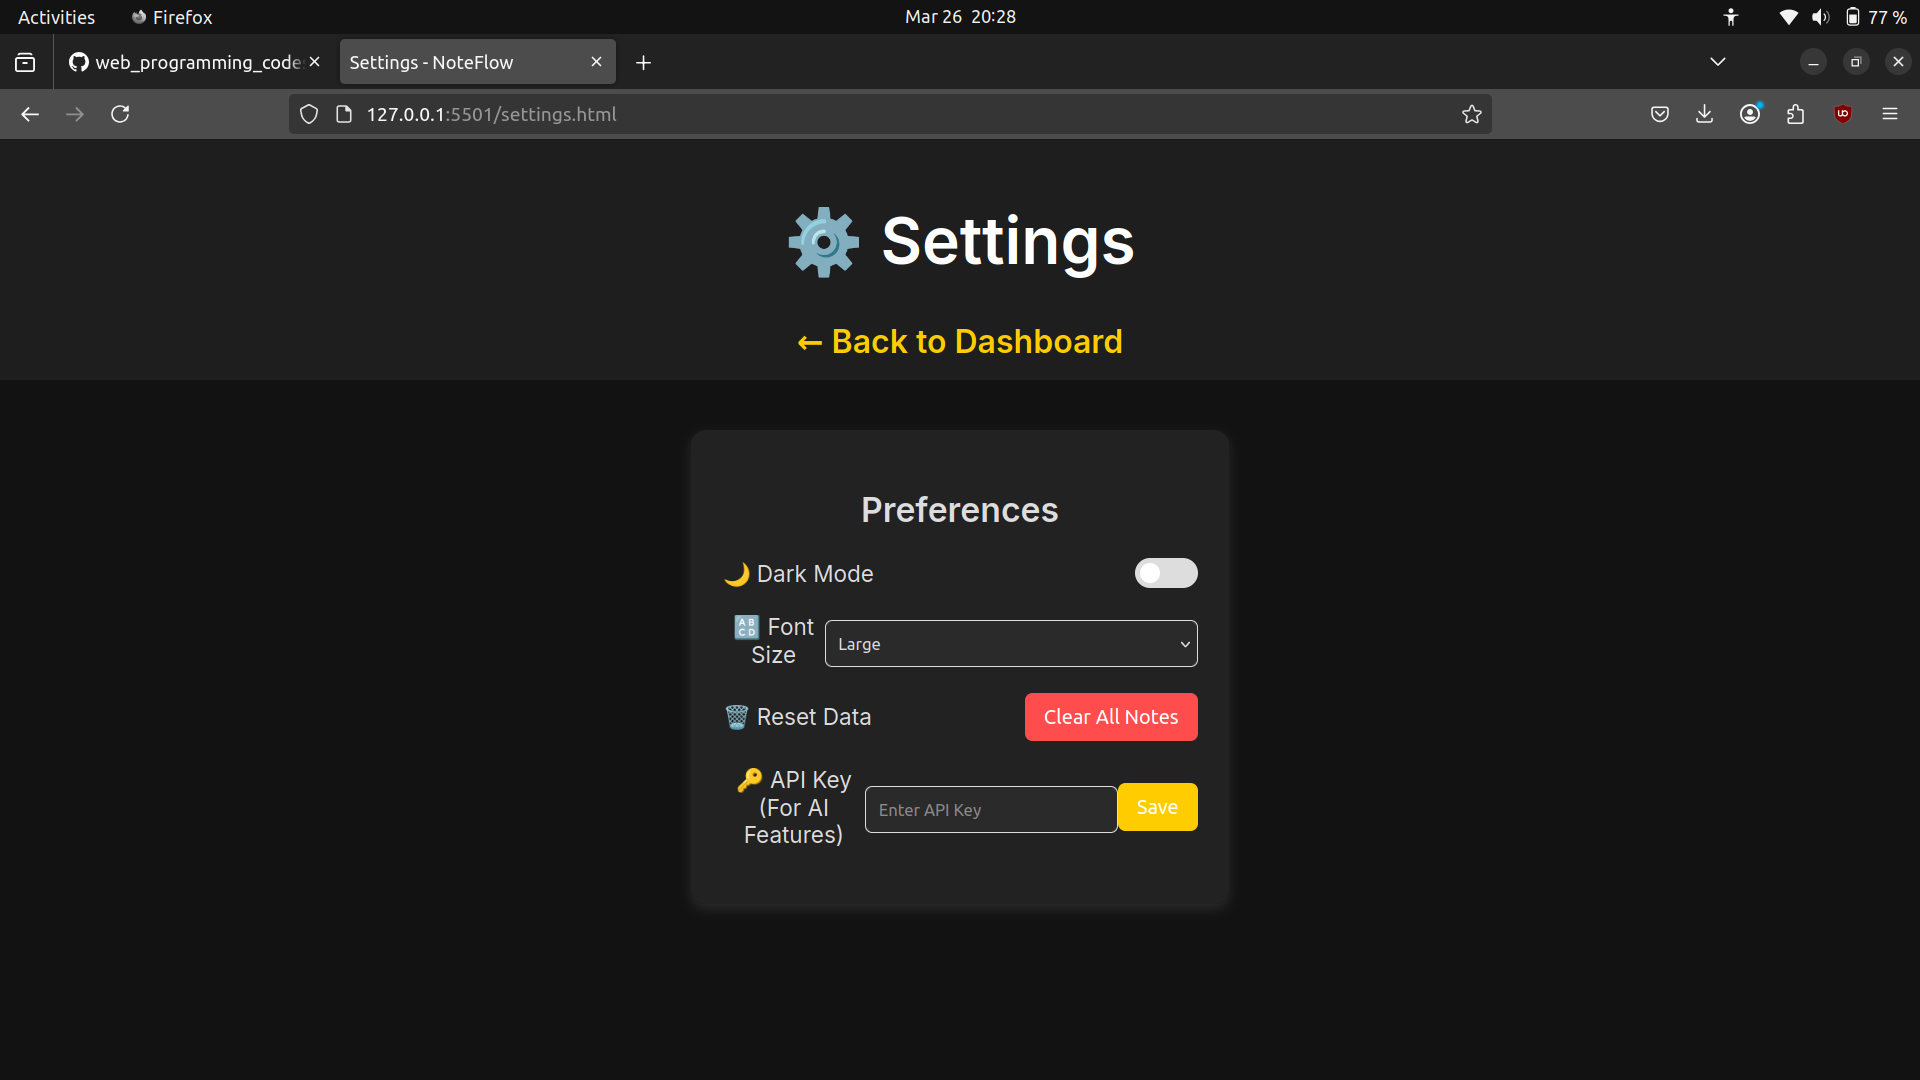 Activities
Firefox
Mar 26 20:28
77 %
web_programming_code
Settings - NoteFlow
127.0.0.1:5501/settings.html
⚙️ Settings
← Back to Dashboard
Preferences
🌙 Dark Mode
🔠 Font
Size
Large
🗑️ Reset Data
Clear All Notes
🔑 API Key
(For AI
Features)
Enter API Key
Save